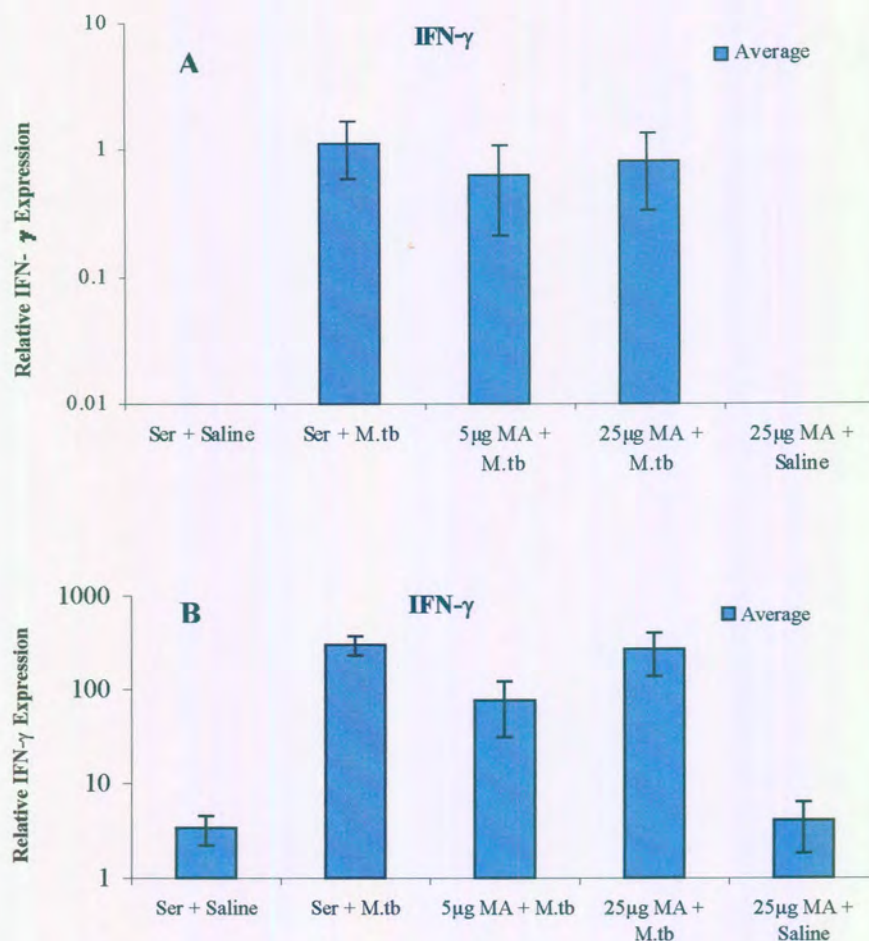 IFN-γ
A
Average
Relative IFN- γ Expression
10
1
0.1
0.01
Ser + Saline
Ser + M.tb
5µg MA +
M.tb
25µg MA +
M.tb
25µg MA +
Saline
IFN-γ
B
Average
Relative IFN-γ Expression
1000
100
10
1
Ser + Saline
Ser + M.tb
5µg MA + M.tb
25µg MA +
M.tb
25µg MA +
Saline